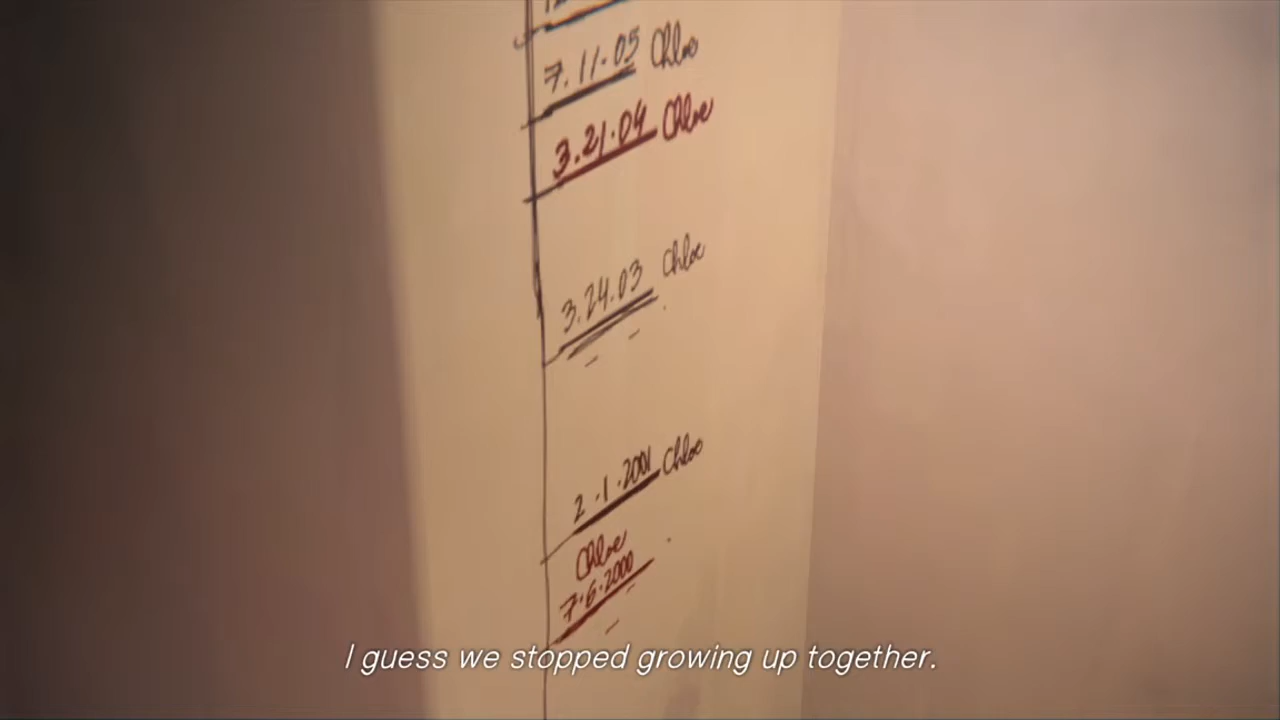 7.11.05 Chloe
3.21.04 Chloe
3.24.03 Chloe
2.1.2001 Chloe
Chloe
7.6.2000
I guess we stopped growing up together.